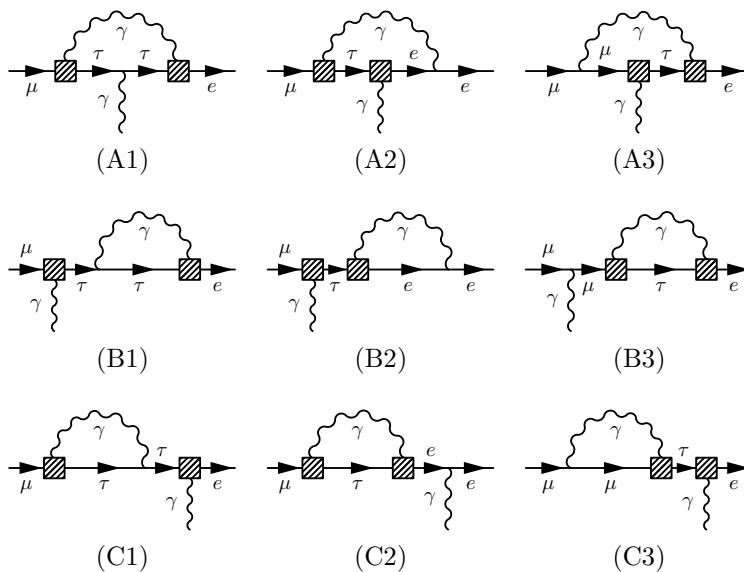 γ
τ τ
μ γ e
(A1)
γ
τ e
μ γ e
(A2)
γ
μ τ
μ γ e
(A3)
μ γ
γ τ τ e
(B1)
μ γ
γ τ e e
(B2)
μ γ
γ μ τ e
(B3)
γ τ
μ τ γ e
(C1)
γ e
μ τ γ e
(C2)
γ τ
μ μ γ e
(C3)